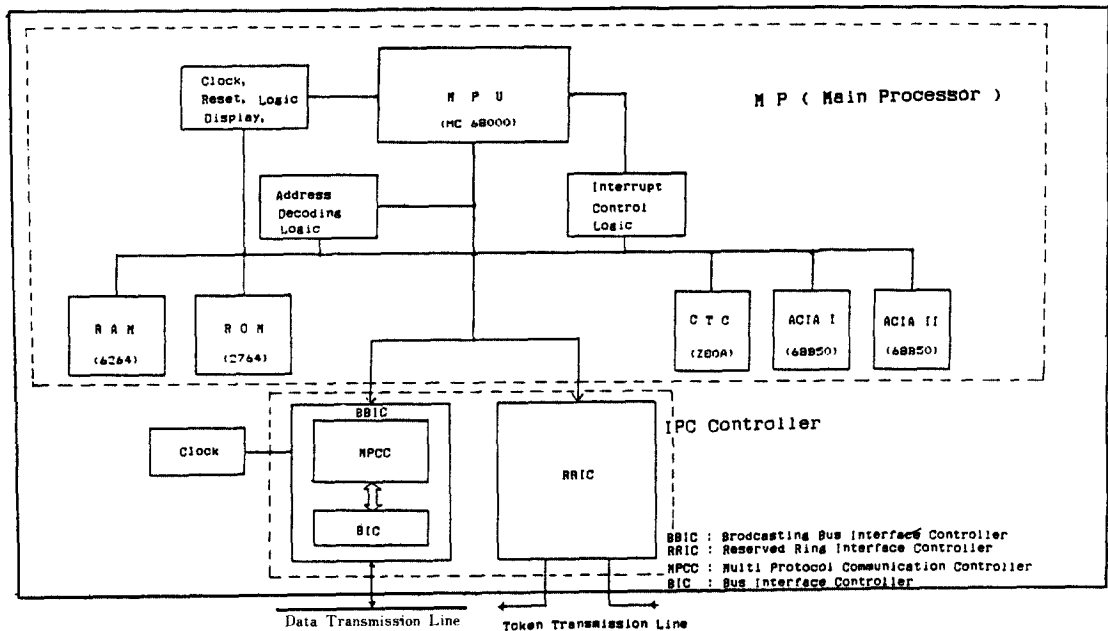 Clock,
Reset, Logic
Display,
M P U
(MC 68000)
M P ( Main Processor )
Address
Decoding
Logic
Interrupt
Control
Logic
R A M
(6264)
R O M
(2764)
C T C
(Z80A)
ACIA I
(68B50)
ACIA II
(68B50)
BBIC
IPC Controller
Clock
MPCC
RRIC
BIC
BBIC : Brodcasting Bus Interface Controller
RRIC : Reserved Ring Interface Controller
MPCC : Multi Protocol Communication Controller
BIC : Bus Interface Controller
Data Transmission Line
Token Transmission Line